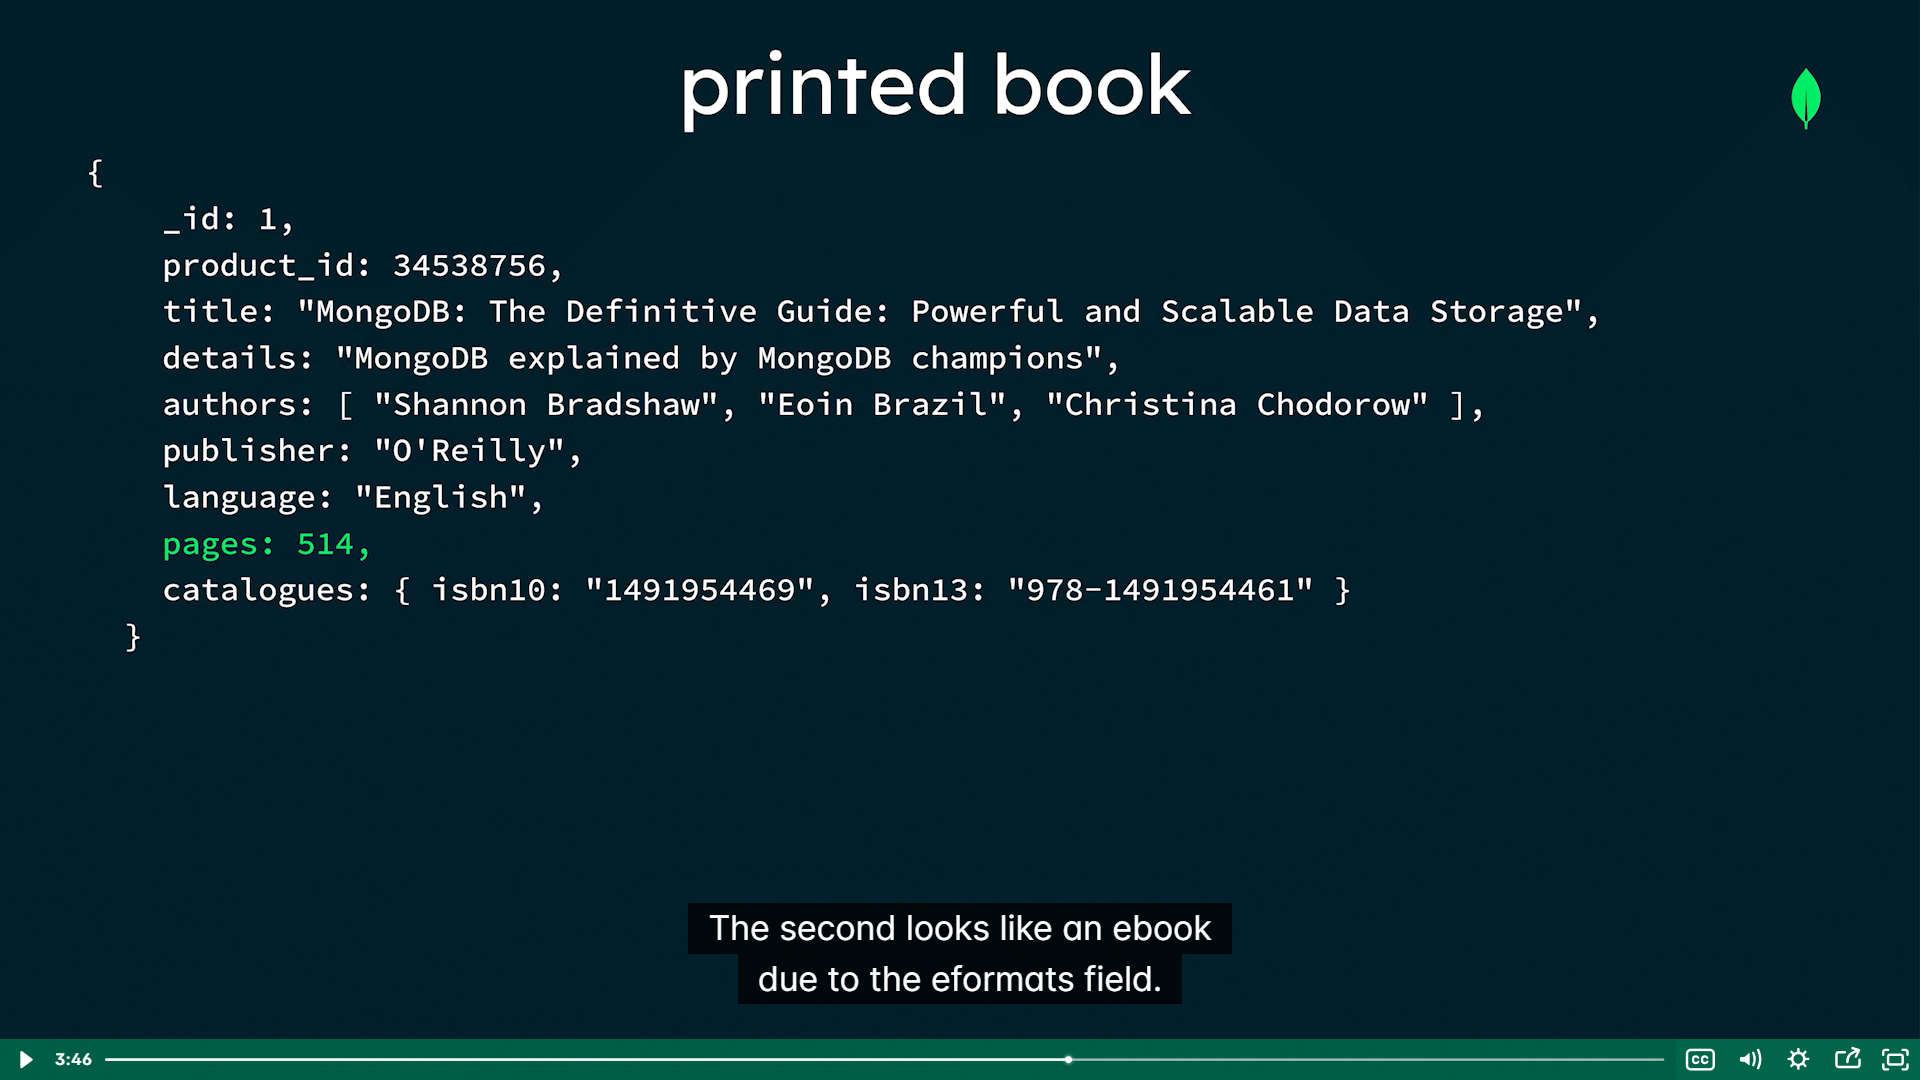 printed book
{
    _id: 1,
    product_id: 34538756,
    title: "MongoDB: The Definitive Guide: Powerful and Scalable Data Storage",
    details: "MongoDB explained by MongoDB champions",
    authors: [ "Shannon Bradshaw", "Eoin Brazil", "Christina Chodorow" ],
    publisher: "O'Reilly",
    language: "English",
    pages: 514,
    catalogues: { isbn10: "1491954469", isbn13: "978-1491954461" }
  }
The second looks like an ebook
due to the eformats field.
3:46
CC